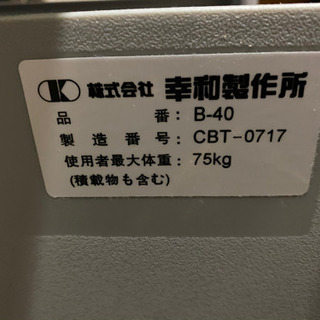 株式会社 幸和製作所
品番：B-40
製造番号：CBT-0717
使用者最大体重：75kg
(積載物も含む)